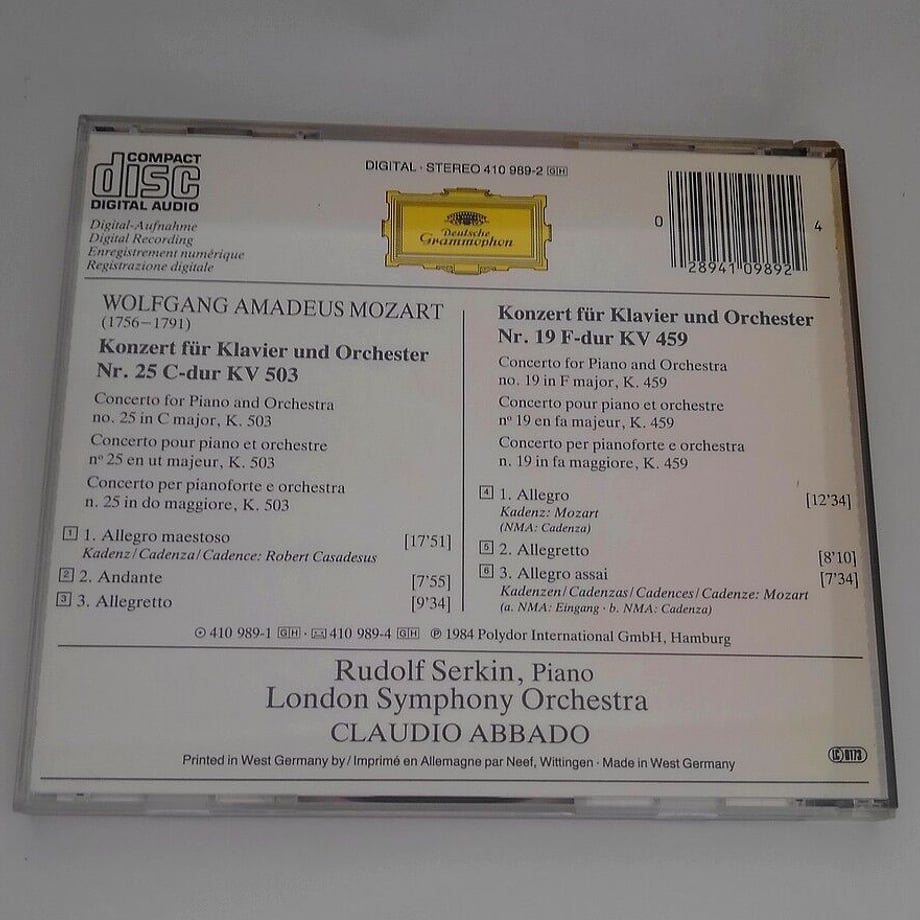 COMPACT
disc
DIGITAL AUDIO
DIGITAL · STEREO 410 989-2 GH
Deutsche
Grammophon
0 28941 09892 4
Digital-Aufnahme
Digital Recording
Enregistrement numérique
Registrazione digitale
WOLFGANG AMADEUS MOZART
(1756–1791)
Konzert für Klavier und Orchester
Nr. 25 C-dur KV 503
Concerto for Piano and Orchestra
no. 25 in C major, K. 503
Concerto pour piano et orchestre
nº 25 en ut majeur, K. 503
Concerto per pianoforte e orchestra
n. 25 in do maggiore, K. 503
1 1. Allegro maestoso [17'51]
Kadenz/Cadenza/Cadence: Robert Casadesus
2 2. Andante [7'55]
3 3. Allegretto [9'34]
Konzert für Klavier und Orchester
Nr. 19 F-dur KV 459
Concerto for Piano and Orchestra
no. 19 in F major, K. 459
Concerto pour piano et orchestre
nº 19 en fa majeur, K. 459
Concerto per pianoforte e orchestra
n. 19 in fa maggiore, K. 459
4 1. Allegro [12'34]
Kadenz: Mozart
(NMA: Cadenza)
5 2. Allegretto [8'10]
6 3. Allegro assai [7'34]
Kadenzen/Cadenzas/Cadences/Cadenze: Mozart
(a. NMA: Eingang · b. NMA: Cadenza)
410 989-1 GH · 410 989-4 GH ℗ 1984 Polydor International GmbH, Hamburg
Rudolf Serkin, Piano
London Symphony Orchestra
CLAUDIO ABBADO
Printed in West Germany by / Imprimé en Allemagne par Neef, Wittingen · Made in West Germany
LC 0173